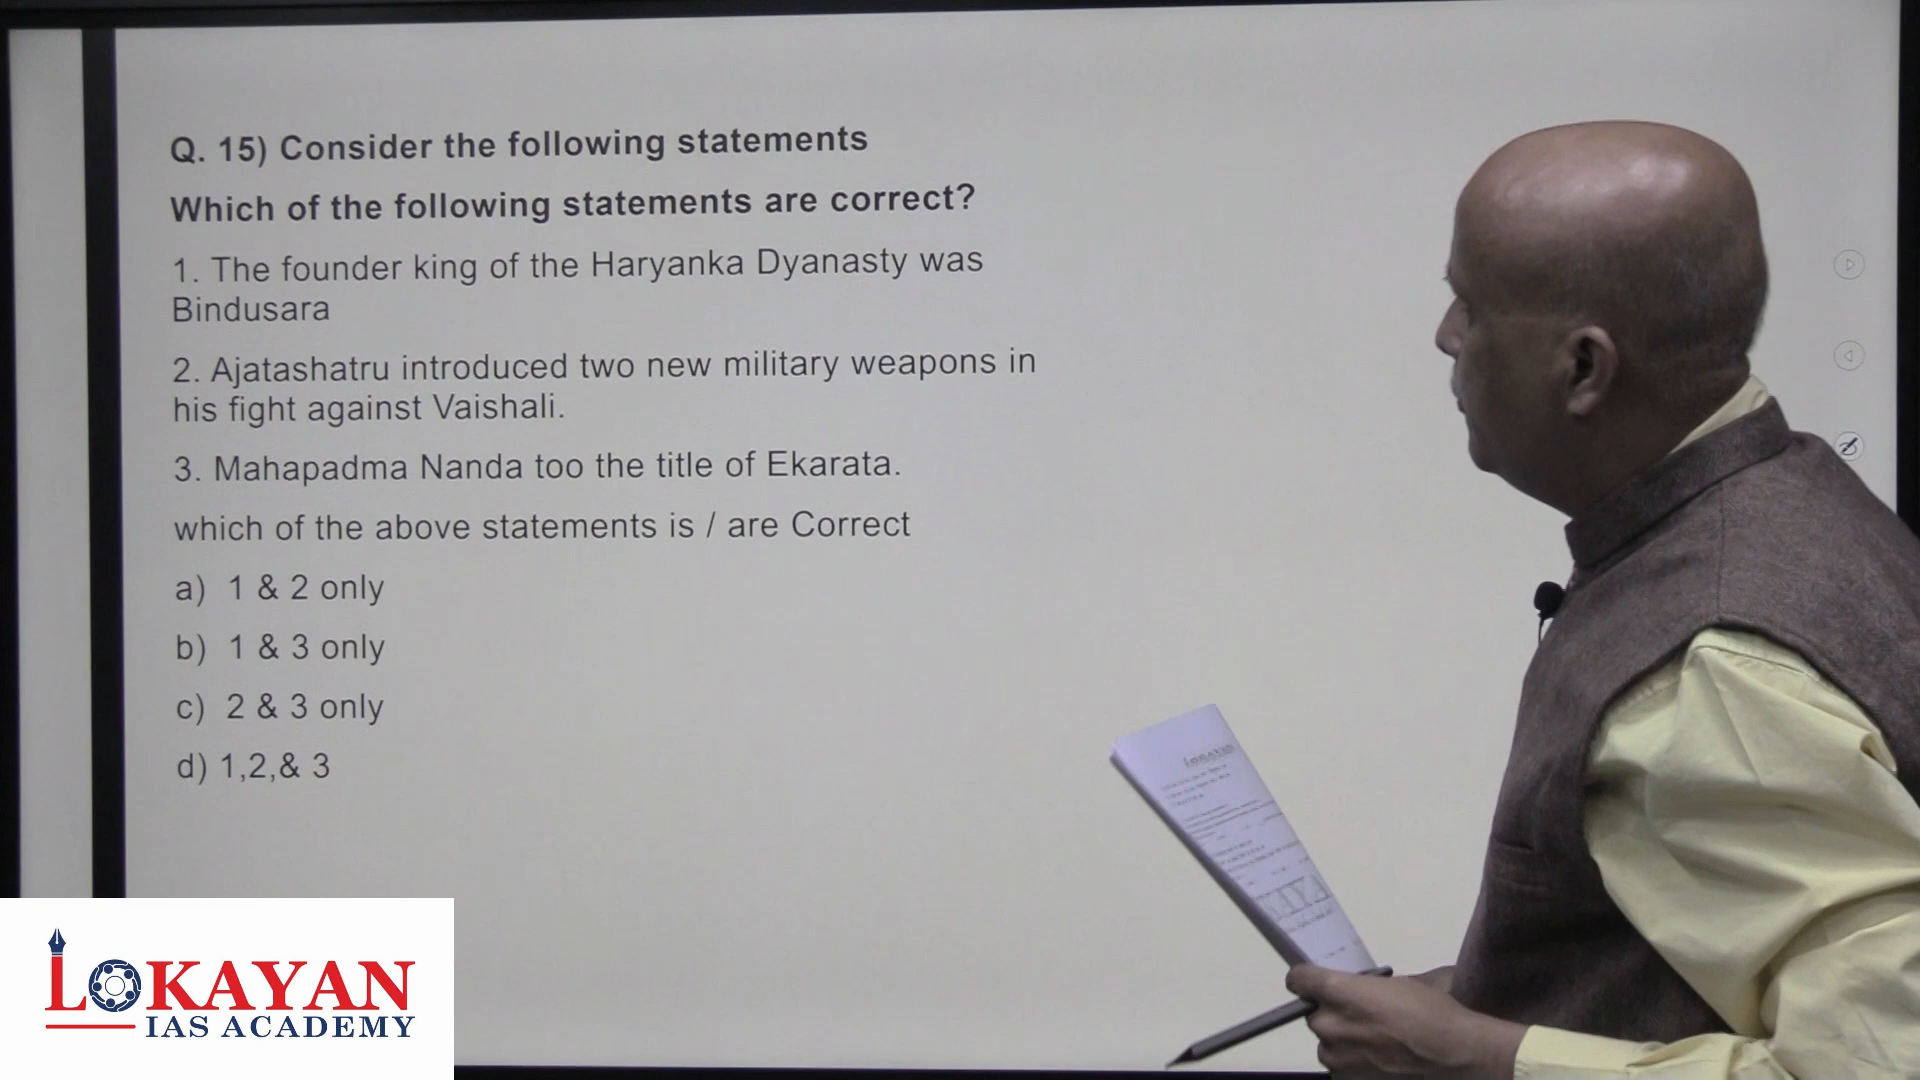 Q. 15) Consider the following statements
Which of the following statements are correct?
1. The founder king of the Haryanka Dyanasty was
Bindusara
2. Ajatashatru introduced two new military weapons in
his fight against Vaishali.
3. Mahapadma Nanda too the title of Ekarata.
which of the above statements is / are Correct
a) 1 & 2 only
b) 1 & 3 only
c) 2 & 3 only
d) 1,2,& 3
LOKAYAN
IAS ACADEMY